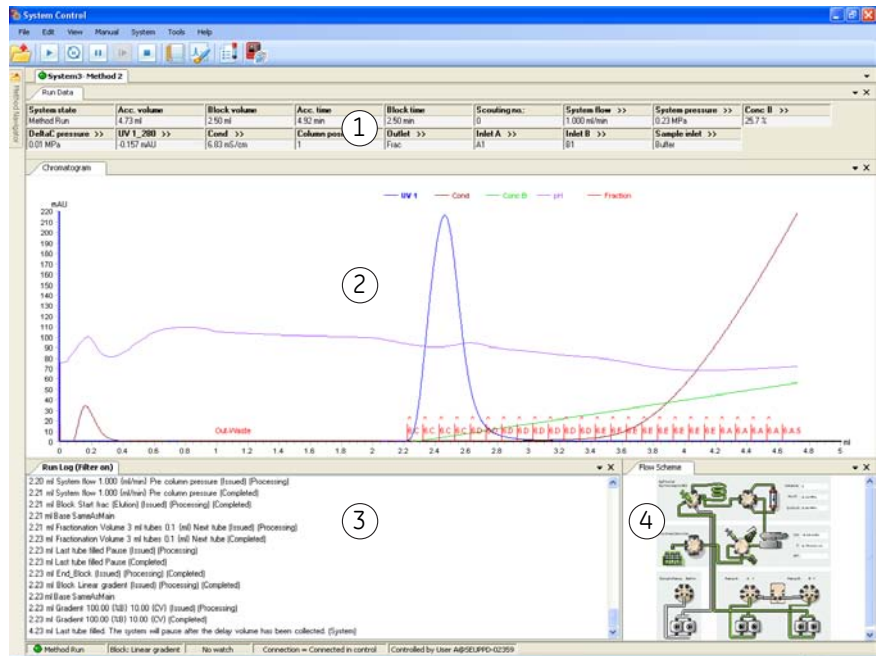 System Control
File Edit View Manual System Tools Help
System3- Method 2
Method Navigator
Run Data
System state Acc. volume Block volume Acc. time Block time Scouting no.: System flow >> System pressure >> Conc B >>
Method Run 4.73 ml 2.50 ml 4.92 min 2.50 min 0 1.000 ml/min 0.23 MPa 25.7 %
DeltaC pressure >> UV 1_280 >> Cond >> Column Outlet >> Inlet A >> Inlet B >> Sample inlet >>
0.01 MPa -0.157 mAU 6.83 mS/cm 1 Frac A1 B1 Buffer
1
Chromatogram
UV 1 Cond Conc B pH Fraction
mAU
220
210
200
190
180
170
160
150
140
130
120
110
100
90
80
70
60
50
40
30
20
10
0
2
Out-Waste
0 0.2 0.4 0.6 0.8 1 1.2 1.4 1.6 1.8 2 2.2 2.4 2.6 2.8 3 3.2 3.4 3.6 3.8 4 4.2 4.4 4.6 4.8 5 ml
Run Log (Filter on)
2.20 ml System flow 1.000 {ml/min} Pre column pressure (Issued) (Processing)
2.21 ml System flow 1.000 {ml/min} Pre column pressure (Completed)
2.21 ml Block Start frac (Elution) (Issued) (Processing) (Completed)
2.21 ml Base SameAsMain
2.21 ml Fractionation Volume 3 ml tubes 0.1 {ml} Next tube (Issued) (Processing)
2.23 ml Fractionation Volume 3 ml tubes 0.1 {ml} Next tube (Completed)
2.23 ml Last tube filled Pause (Issued) (Processing)
2.23 ml Last tube filled Pause (Completed)
2.23 ml End_Block (Issued) (Processing) (Completed)
2.23 ml Block Linear gradient (Issued) (Processing) (Completed)
2.23 ml Base SameAsMain
2.23 ml Gradient 100.00 {%B} 10.00 {CV} (Issued) (Processing)
2.23 ml Gradient 100.00 {%B} 10.00 {CV} (Completed)
4.23 ml Last tube filled. The system will pause after the delay volume has been collected. (System)
3
Flow Scheme
4
Method Run Block: Linear gradient No watch Connection = Connected in control Controlled by User A@SEUPPD-02359